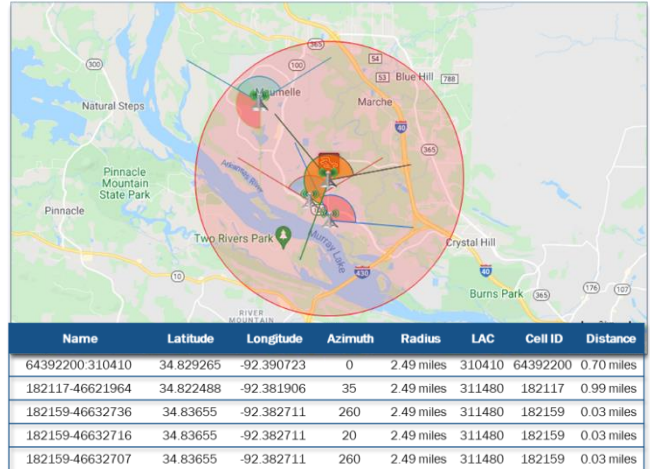 365
300
100
54
53
Blue Hill
788
Maumelle
Natural Steps
Marche
40
365
Arkansas River
Pinnacle
Mountain
State Park
Pinnacle
Two Rivers Park
Murray Lake
Crystal Hill
430
40
10
Burns Park
365
176
107
RIVER
MOUNTAIN
Name Latitude Longitude Azimuth Radius LAC Cell ID Distance
64392200:310410 34.829265 -92.390723 0 2.49 miles 310410 64392200 0.70 miles
182117-46621964 34.822488 -92.381906 35 2.49 miles 311480 182117 0.99 miles
182159-46632736 34.83655 -92.382711 260 2.49 miles 311480 182159 0.03 miles
182159-46632716 34.83655 -92.382711 20 2.49 miles 311480 182159 0.03 miles
182159-46632707 34.83655 -92.382711 260 2.49 miles 311480 182159 0.03 miles